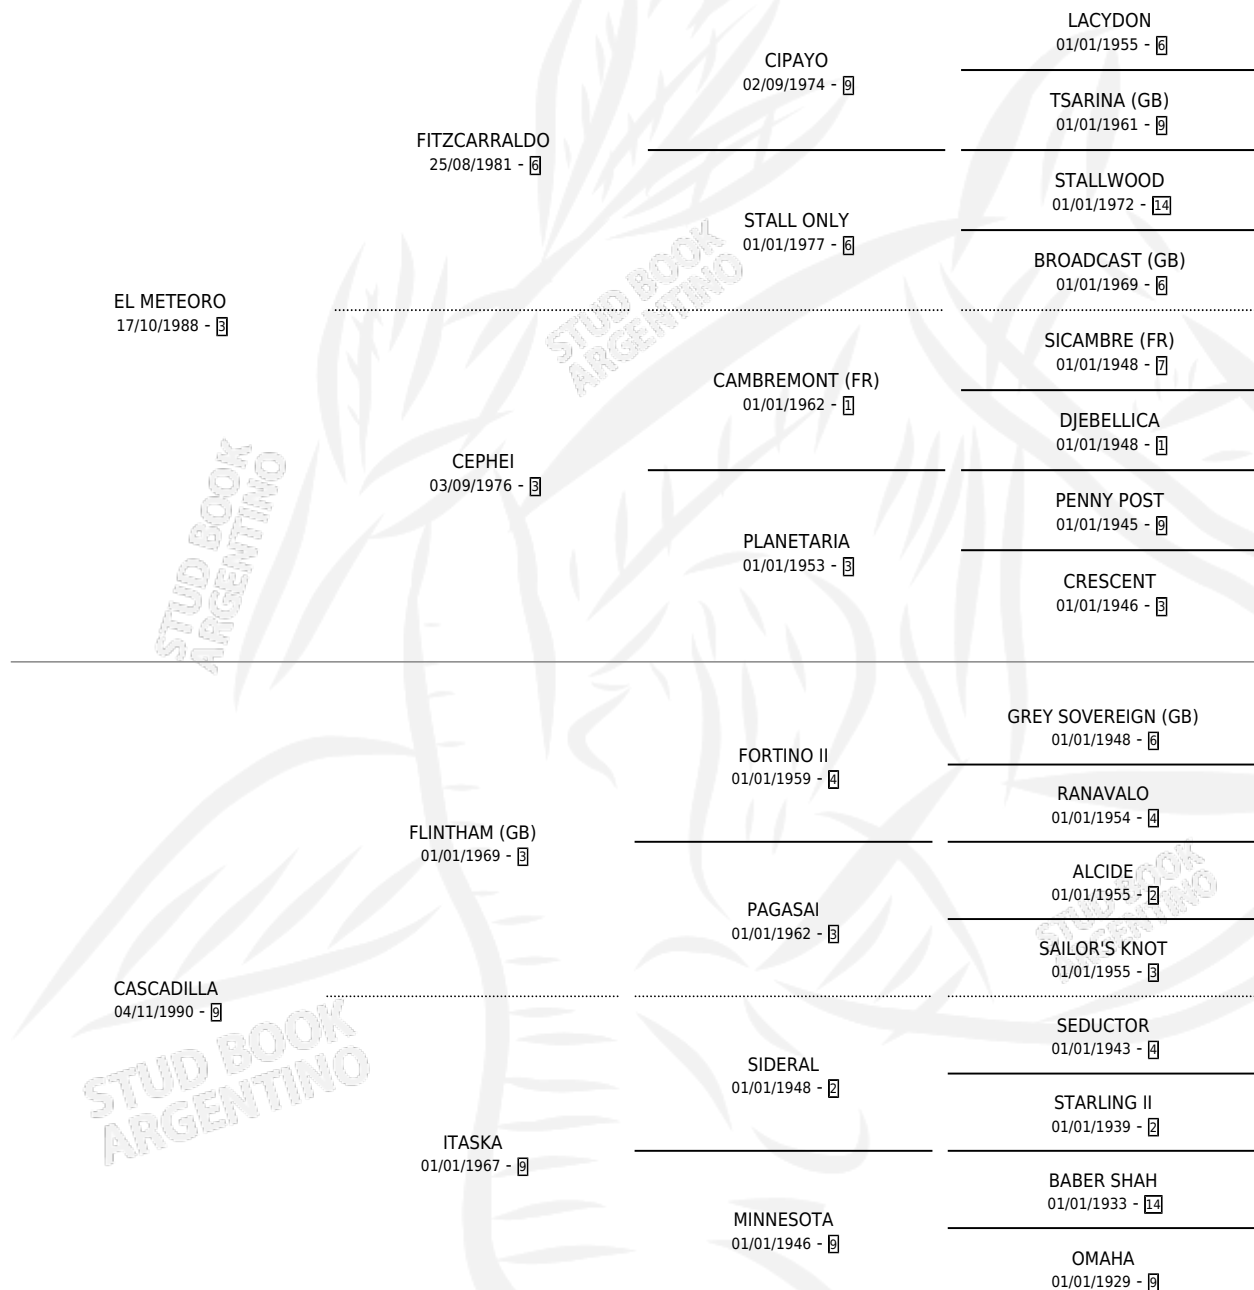 LACYDON
01/01/1955 - 6
CIPAYO
02/09/1974 - 9
TSARINA (GB)
01/01/1961 - 9
FITZCARRALDO
25/08/1981 - 6
STALLWOOD
01/01/1972 - 14
STALL ONLY
01/01/1977 - 6
BROADCAST (GB)
01/01/1969 - 6
EL METEORO
17/10/1988 - 3
STUD BOOK
ARGENTINO
SICAMBRE (FR)
01/01/1948 - 7
CAMBREMONT (FR)
01/01/1962 - 1
DJEBELLICA
01/01/1948 - 1
CEPHEI
03/09/1976 - 3
PENNY POST
01/01/1945 - 9
PLANETARIA
01/01/1953 - 3
CRESCENT
01/01/1946 - 3
STUD BOOK
ARGENTINO
GREY SOVEREIGN (GB)
01/01/1948 - 6
FORTINO II
01/01/1959 - 4
RANAVALO
01/01/1954 - 4
FLINTHAM (GB)
01/01/1969 - 3
ALCIDE
01/01/1955 - 2
PAGASAI
01/01/1962 - 3
SAILOR'S KNOT
01/01/1955 - 3
STUD BOOK
ARGENTINO
CASCADILLA
04/11/1990 - 9
SEDUCTOR
01/01/1943 - 4
SIDERAL
01/01/1948 - 2
STARLING II
01/01/1939 - 2
STUD BOOK
ARGENTINO
ITASKA
01/01/1967 - 9
BABER SHAH
01/01/1933 - 14
MINNESOTA
01/01/1946 - 9
OMAHA
01/01/1929 - 9